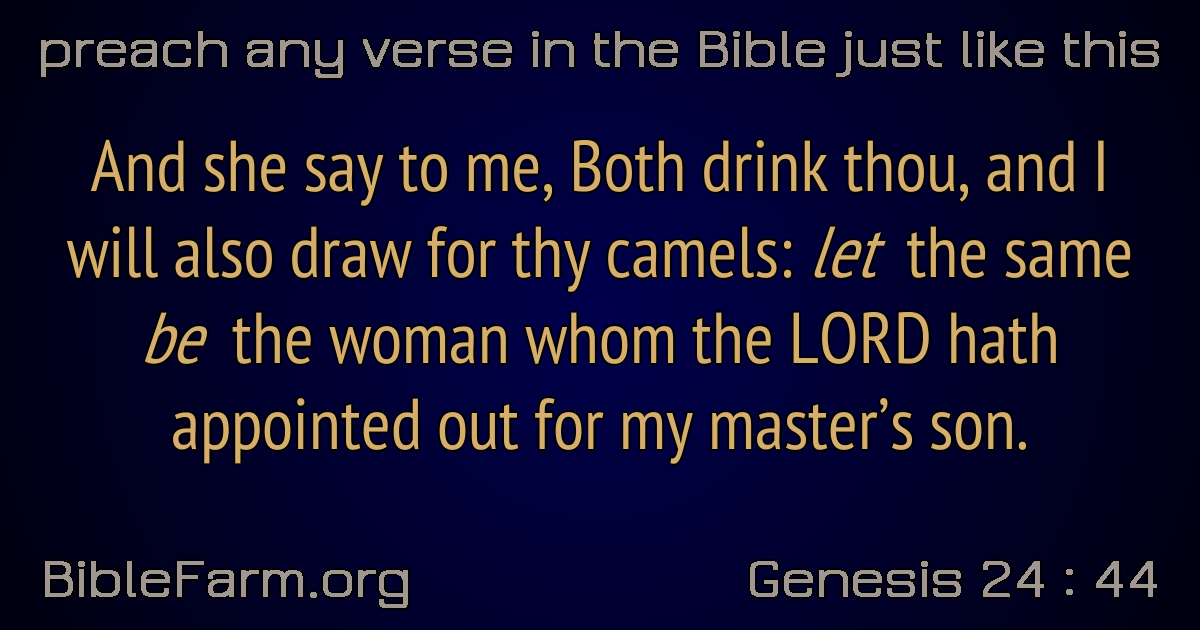 preach any verse in the Bible just like this
And she say to me, Both drink thou, and I
will also draw for thy camels: let the same
be the woman whom the LORD hath
appointed out for my master’s son.
BibleFarm.org
Genesis 24 : 44